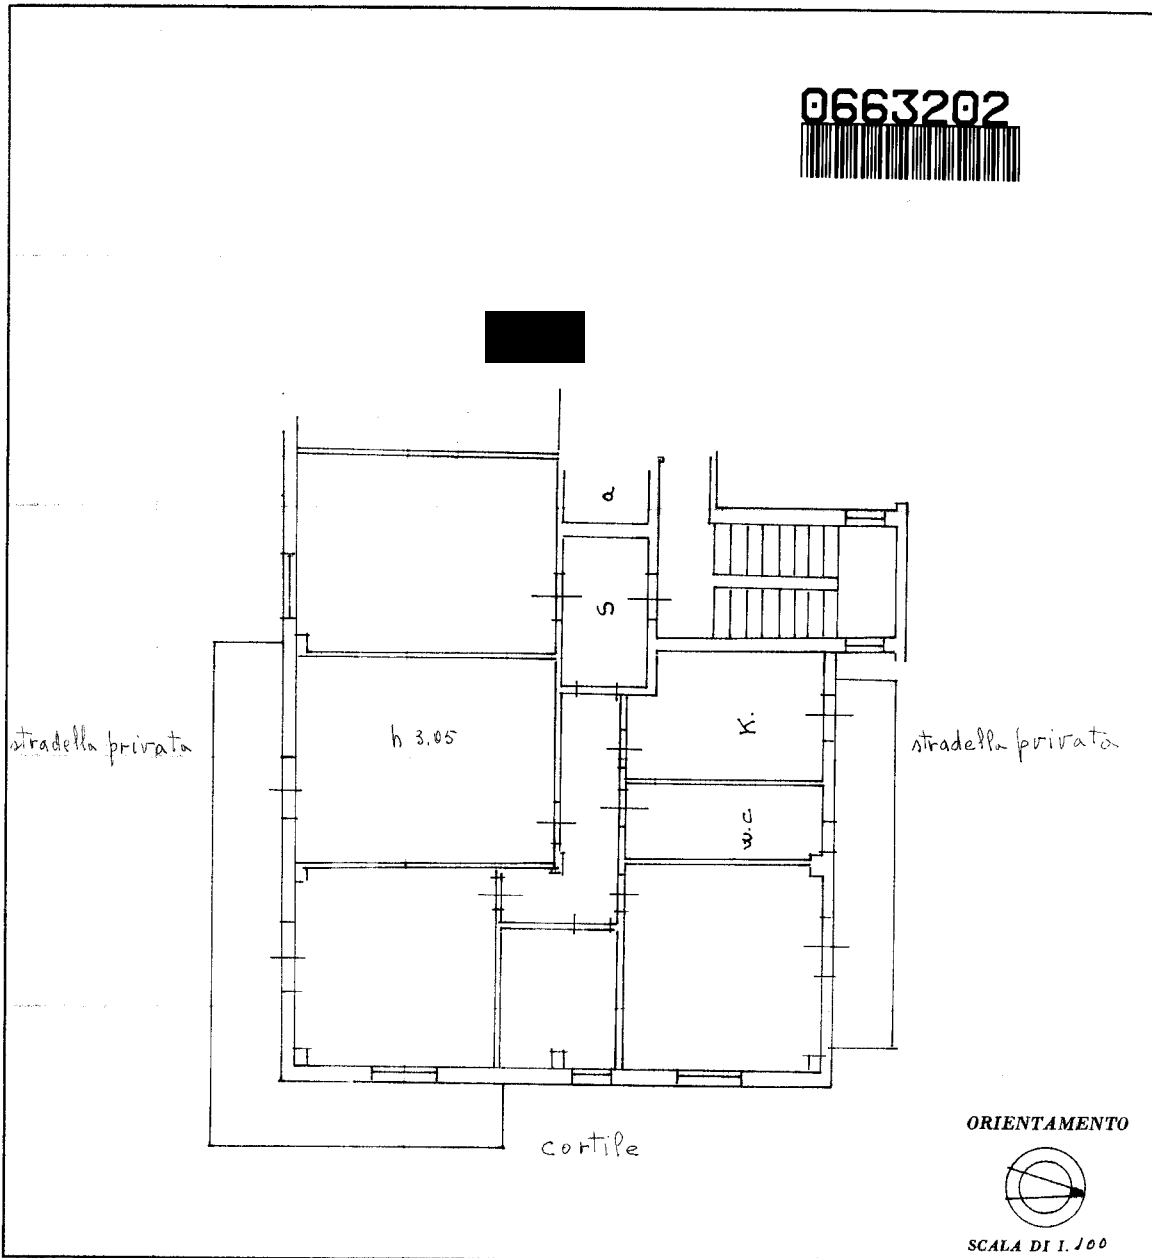 0663202
a
S
stradella privata
h 3.05
K.
stradella privata
w.c
cortile
ORIENTAMENTO
SCALA DI 1.100